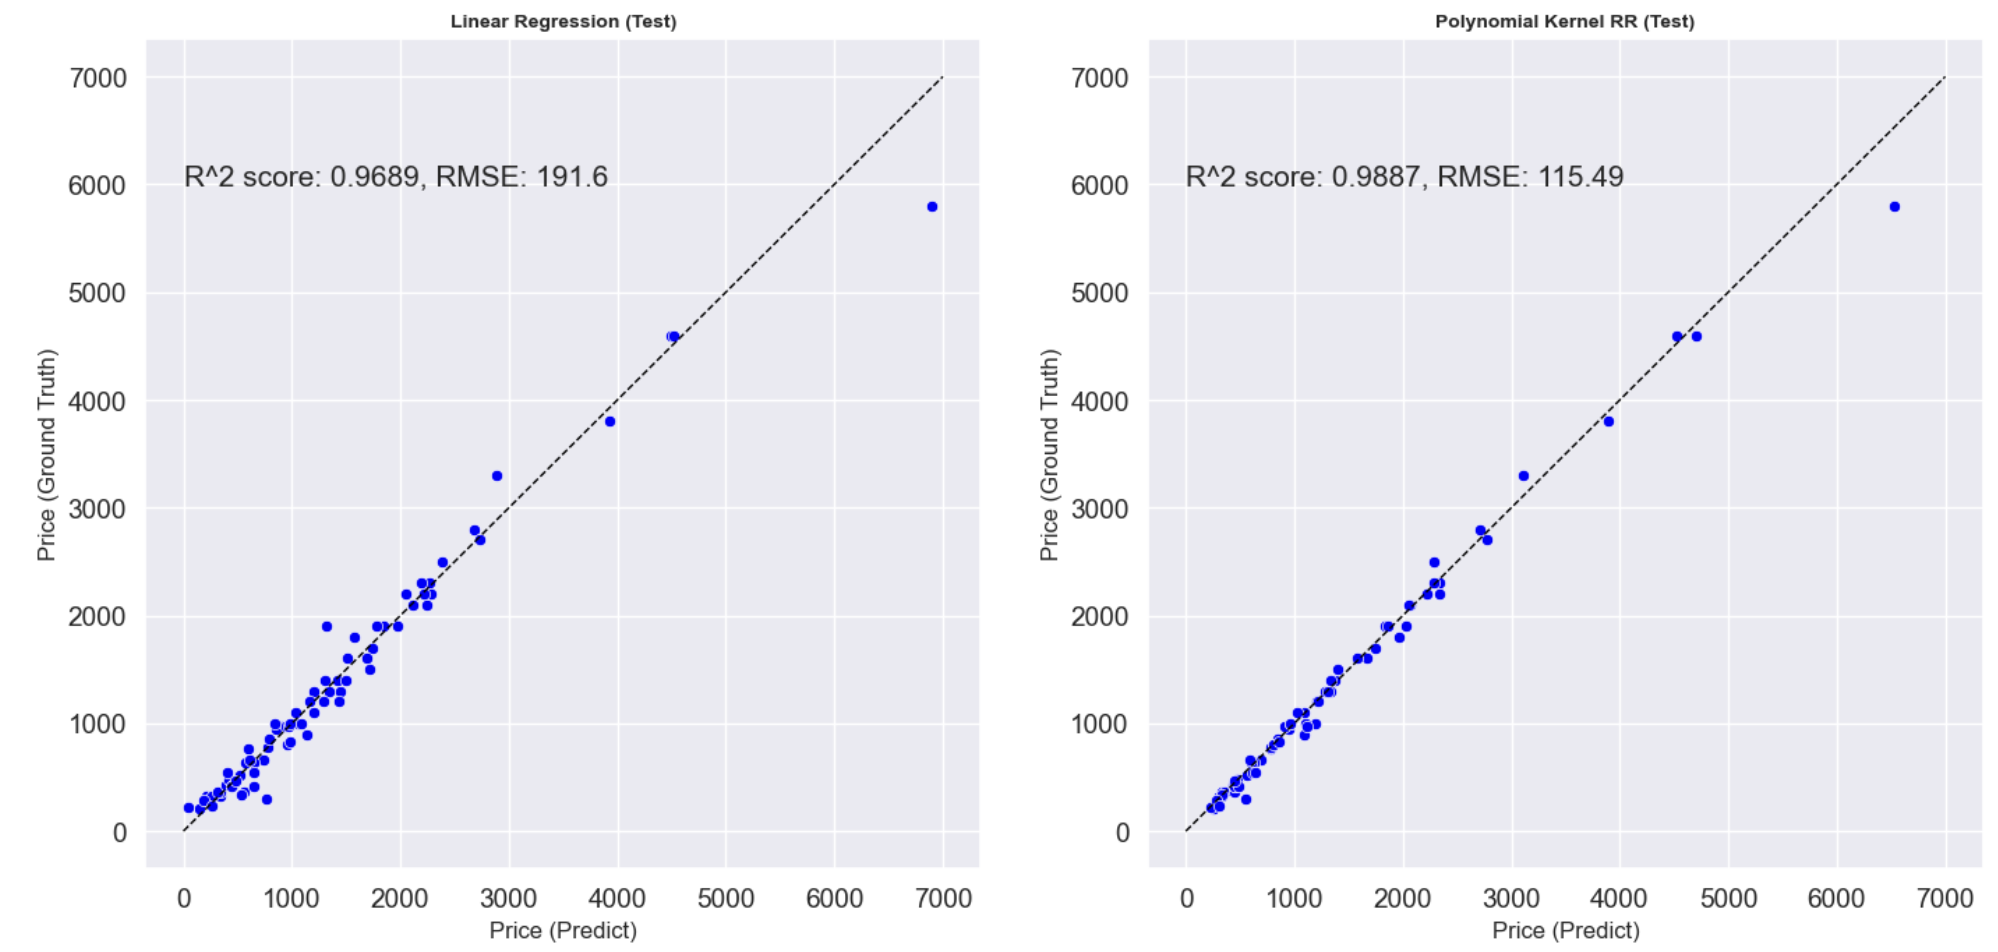 Linear Regression (Test)
7000
6000
5000
4000
3000
2000
1000
0
Price (Ground Truth)
R^2 score: 0.9689, RMSE: 191.6
0 1000 2000 3000 4000 5000 6000 7000
Price (Predict)
Polynomial Kernel RR (Test)
7000
6000
5000
4000
3000
2000
1000
0
Price (Ground Truth)
R^2 score: 0.9887, RMSE: 115.49
0 1000 2000 3000 4000 5000 6000 7000
Price (Predict)